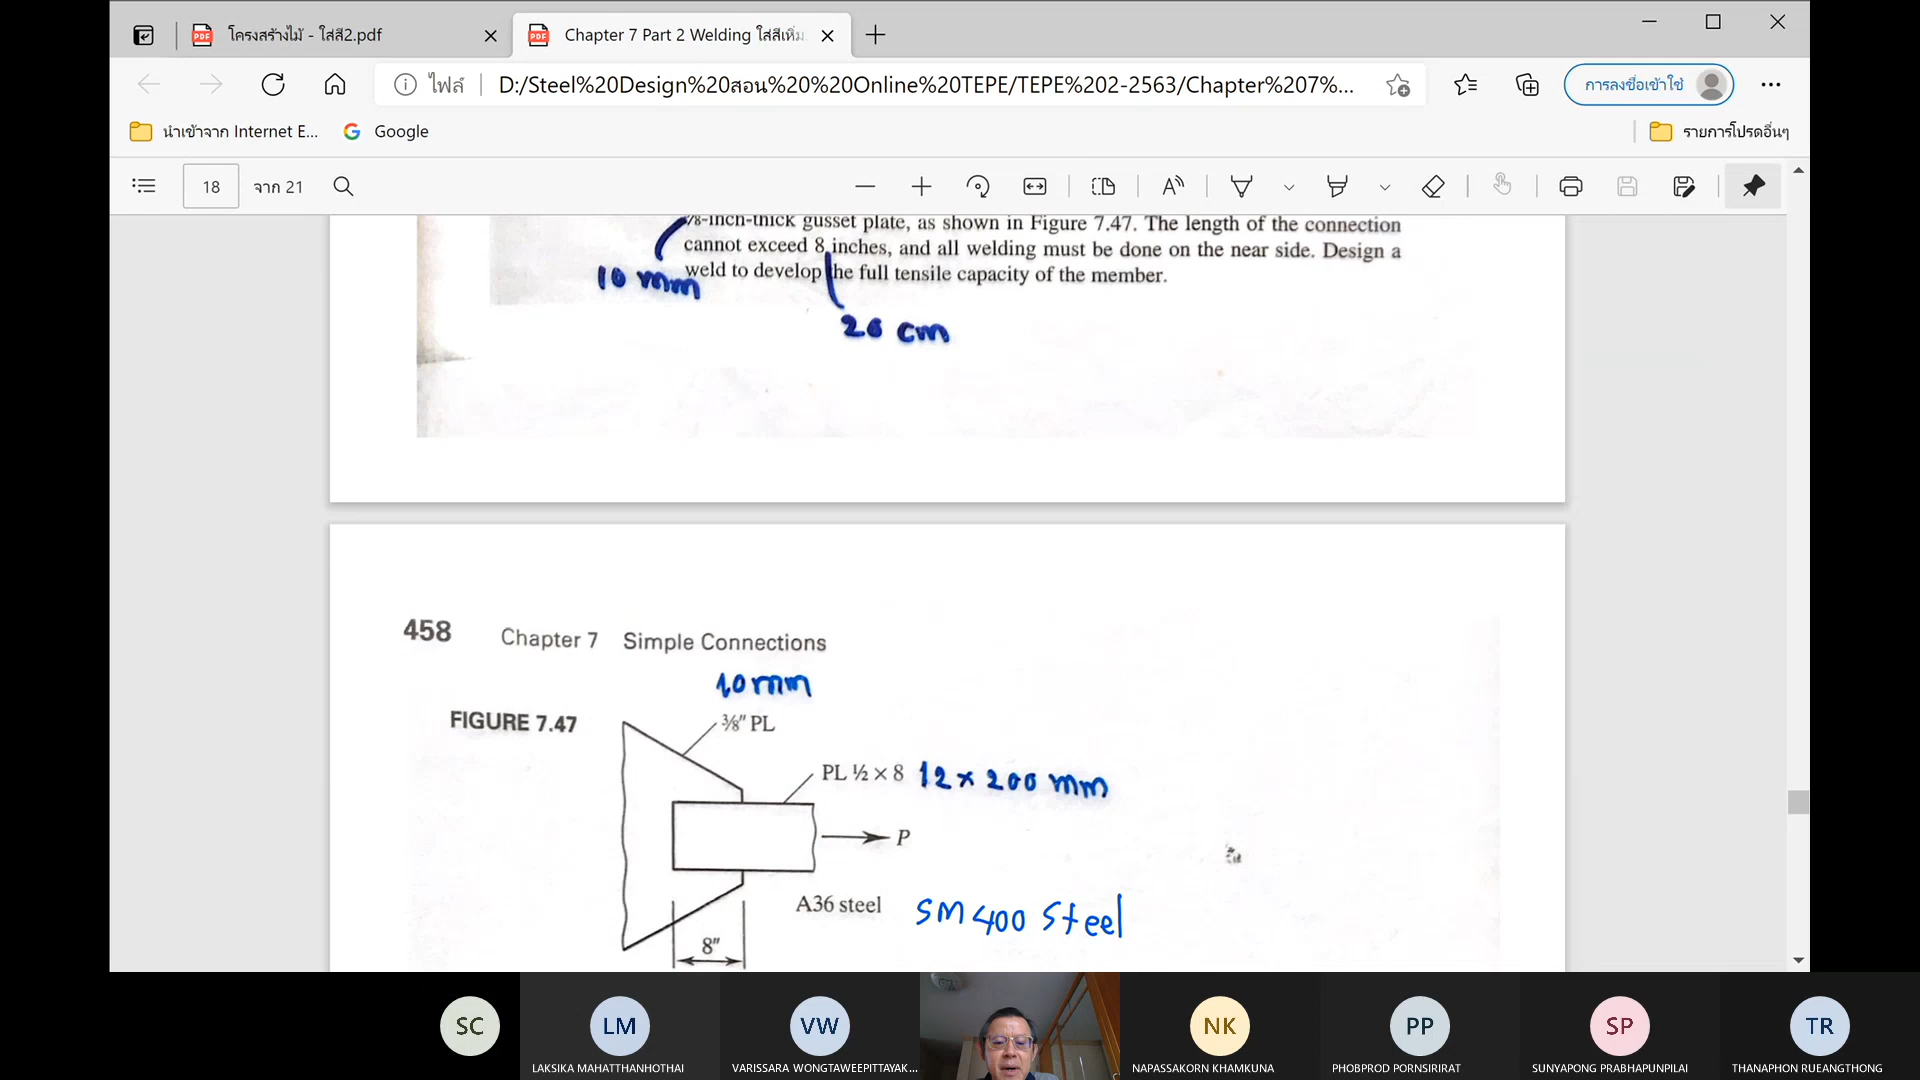 โครงสร้างไม้ - ใส่สี2.pdf
Chapter 7 Part 2 Welding ใส่สีเพิ่ม
ไฟล์
D:/Steel%20Design%20สอน%20%20Online%20TEPE/TEPE%202-2563/Chapter%207%...
การลงชื่อเข้าใช้
นำเข้าจาก Internet E...
Google
รายการโปรดอื่นๆ
18
จาก 21
⅜-inch-thick gusset plate, as shown in Figure 7.47. The length of the connection
cannot exceed 8 inches, and all welding must be done on the near side. Design a
weld to develop the full tensile capacity of the member.
10 mm
20 cm
458
Chapter 7 Simple Connections
10 mm
FIGURE 7.47
⅜" PL
PL ½ × 8
12 × 200 mm
P
A36 steel
SM 400 Steel
8"
SC
LM
VW
NK
PP
SP
TR
LAKSIKA MAHATTHANHOTHAI
VARISSARA WONGTAWEEPITTAYAK...
NAPASSAKORN KHAMKUNA
PHOBPROD PORNSIRIRAT
SUNYAPONG PRABHAPUNPILAI
THANAPHON RUEANGTHONG